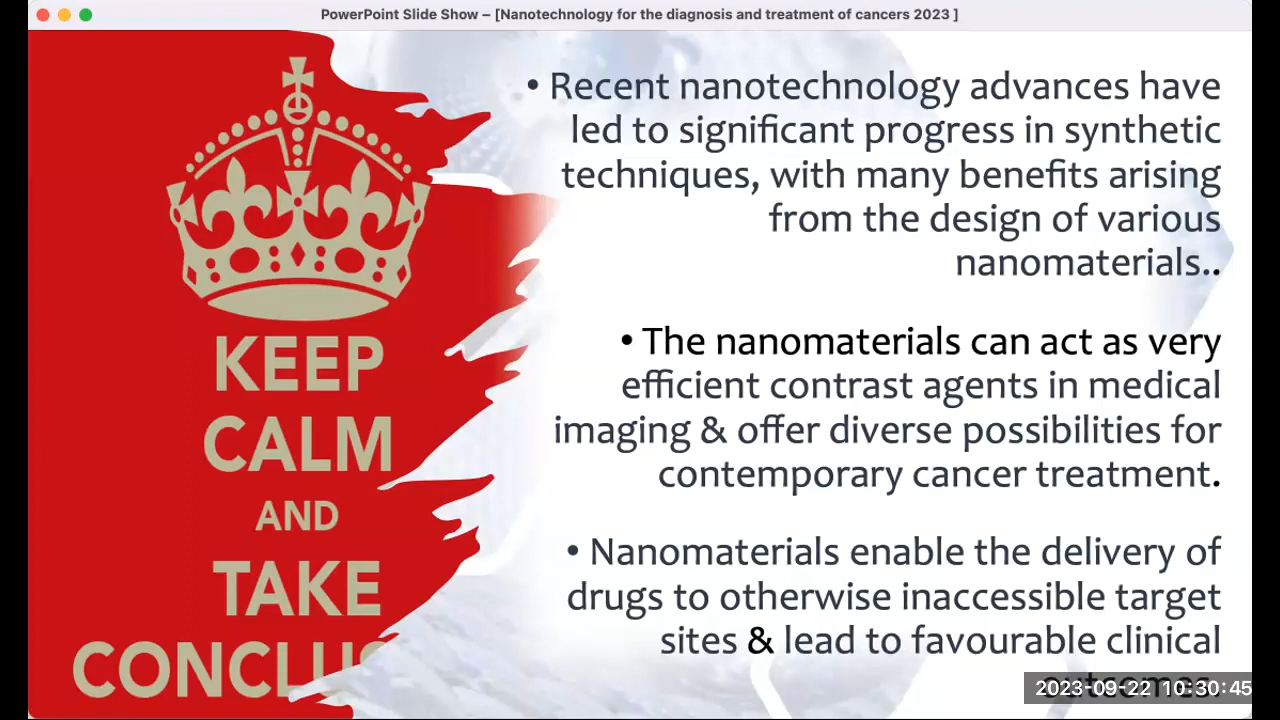 PowerPoint Slide Show – [Nanotechnology for the diagnosis and treatment of cancers 2023 ]
KEEP
CALM
AND
TAKE
CONCLUS
• Recent nanotechnology advances have
led to significant progress in synthetic
techniques, with many benefits arising
from the design of various
nanomaterials..
• The nanomaterials can act as very
efficient contrast agents in medical
imaging & offer diverse possibilities for
contemporary cancer treatment.
• Nanomaterials enable the delivery of
drugs to otherwise inaccessible target
sites & lead to favourable clinical
outcomes.
2023-09-22 10:30:45